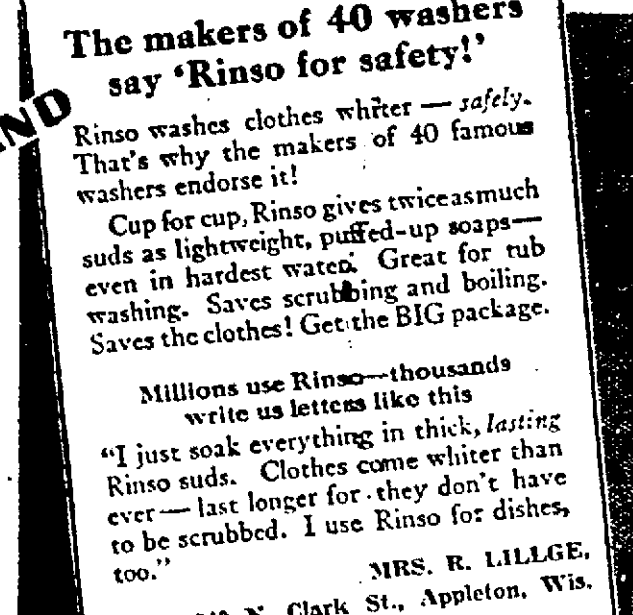 The makers of 40 washers
say 'Rinso for safety!'
AND
Rinso washes clothes whiter — safely.
That's why the makers of 40 famous
washers endorse it!
Cup for cup, Rinso gives twice as much
suds as lightweight, puffed-up soaps—
even in hardest water. Great for tub
washing. Saves scrubbing and boiling.
Saves the clothes! Get the BIG package.
Millions use Rinso—thousands
write us letters like this
"I just soak everything in thick, lasting
Rinso suds. Clothes come whiter than
ever — last longer for they don't have
to be scrubbed. I use Rinso for dishes,
too."
MRS. R. LILLGE,
N. Clark St., Appleton, Wis.